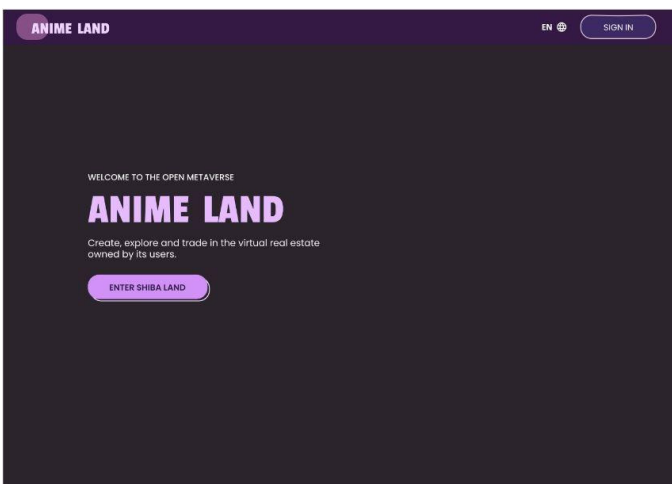 ANIME LAND
EN
SIGN IN
WELCOME TO THE OPEN METAVERSE
ANIME LAND
Create, explore and trade in the virtual real estate
owned by its users.
ENTER SHIBA LAND